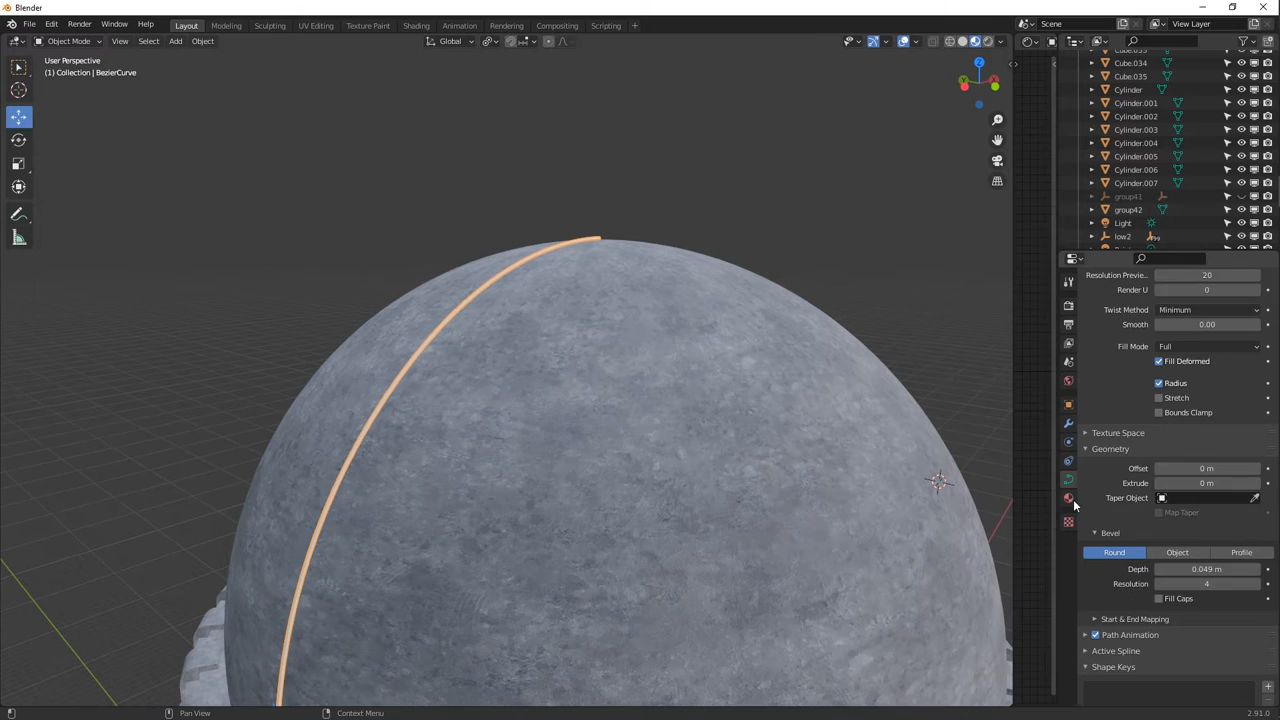 Blender
File Edit Render Window Help Layout Modeling Sculpting UV Editing Texture Paint Shading Animation Rendering Compositing Scripting + Scene View Layer
Object Mode View Select Add Object Global
User Perspective
(1) Collection | BezierCurve
Z
Y
Cube.034
Cube.035
Cylinder
Cylinder.001
Cylinder.002
Cylinder.003
Cylinder.004
Cylinder.005
Cylinder.006
Cylinder.007
group41
group42
Light
low2
Resolution Previe... 20
Render U 0
Twist Method Minimum
Smooth 0.00
Fill Mode Full
Fill Deformed
Radius
Stretch
Bounds Clamp
Texture Space
Geometry
Offset 0 m
Extrude 0 m
Taper Object
Map Taper
Bevel
Round Object Profile
Depth 0.049 m
Resolution 4
Fill Caps
Start & End Mapping
Path Animation
Active Spline
Shape Keys
Pan View Context Menu 2.91.0